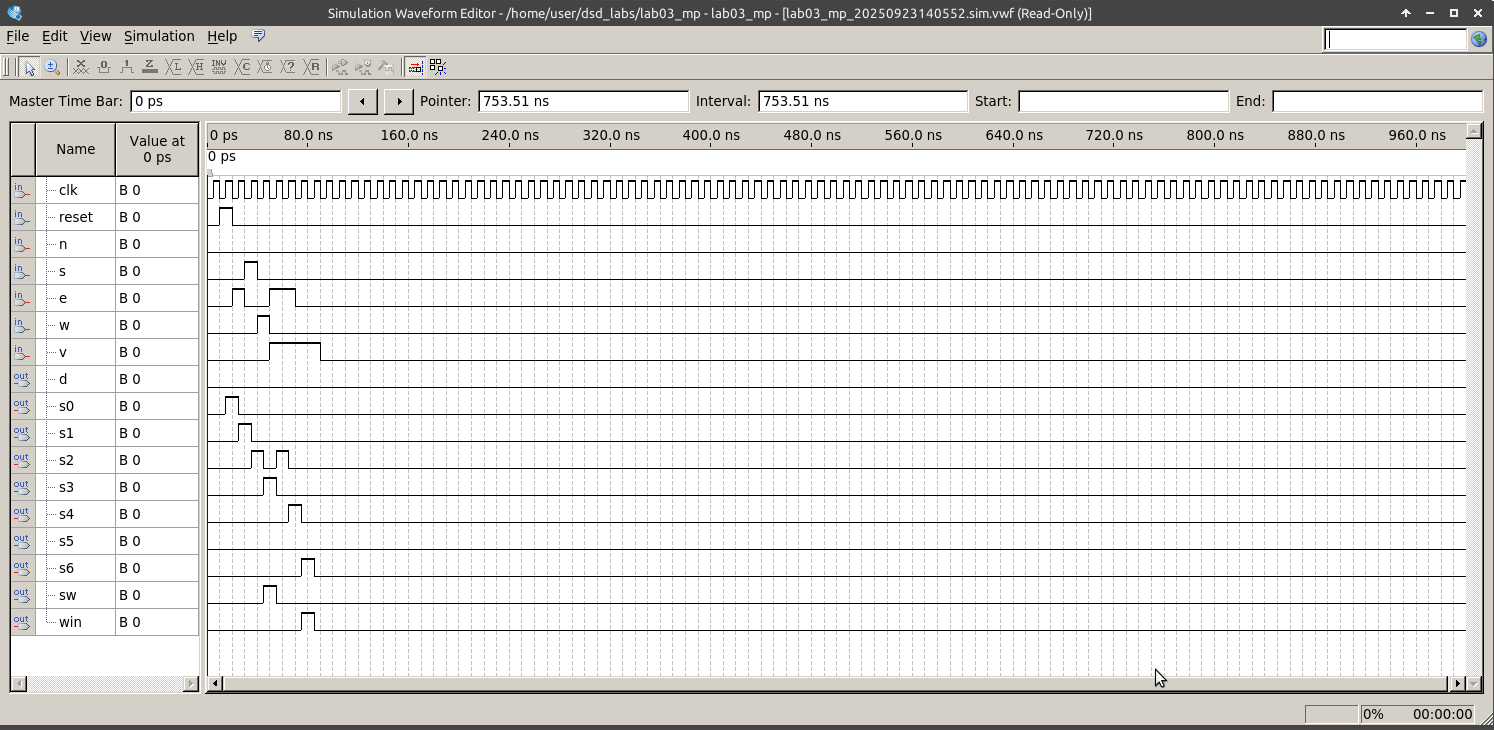 Simulation Waveform Editor - /home/user/dsd_labs/lab03_mp - lab03_mp - [lab03_mp_20250923140552.sim.vwf (Read-Only)]
File Edit View Simulation Help
Master Time Bar: 0 ps Pointer: 753.51 ns Interval: 753.51 ns Start: End:
Name Value at 0 ps
0 ps 80.0 ns 160.0 ns 240.0 ns 320.0 ns 400.0 ns 480.0 ns 560.0 ns 640.0 ns 720.0 ns 800.0 ns 880.0 ns 960.0 ns
0 ps
in clk B 0
in reset B 0
in n B 0
in s B 0
in e B 0
in w B 0
in v B 0
out d B 0
out s0 B 0
out s1 B 0
out s2 B 0
out s3 B 0
out s4 B 0
out s5 B 0
out s6 B 0
out sw B 0
out win B 0
0% 00:00:00